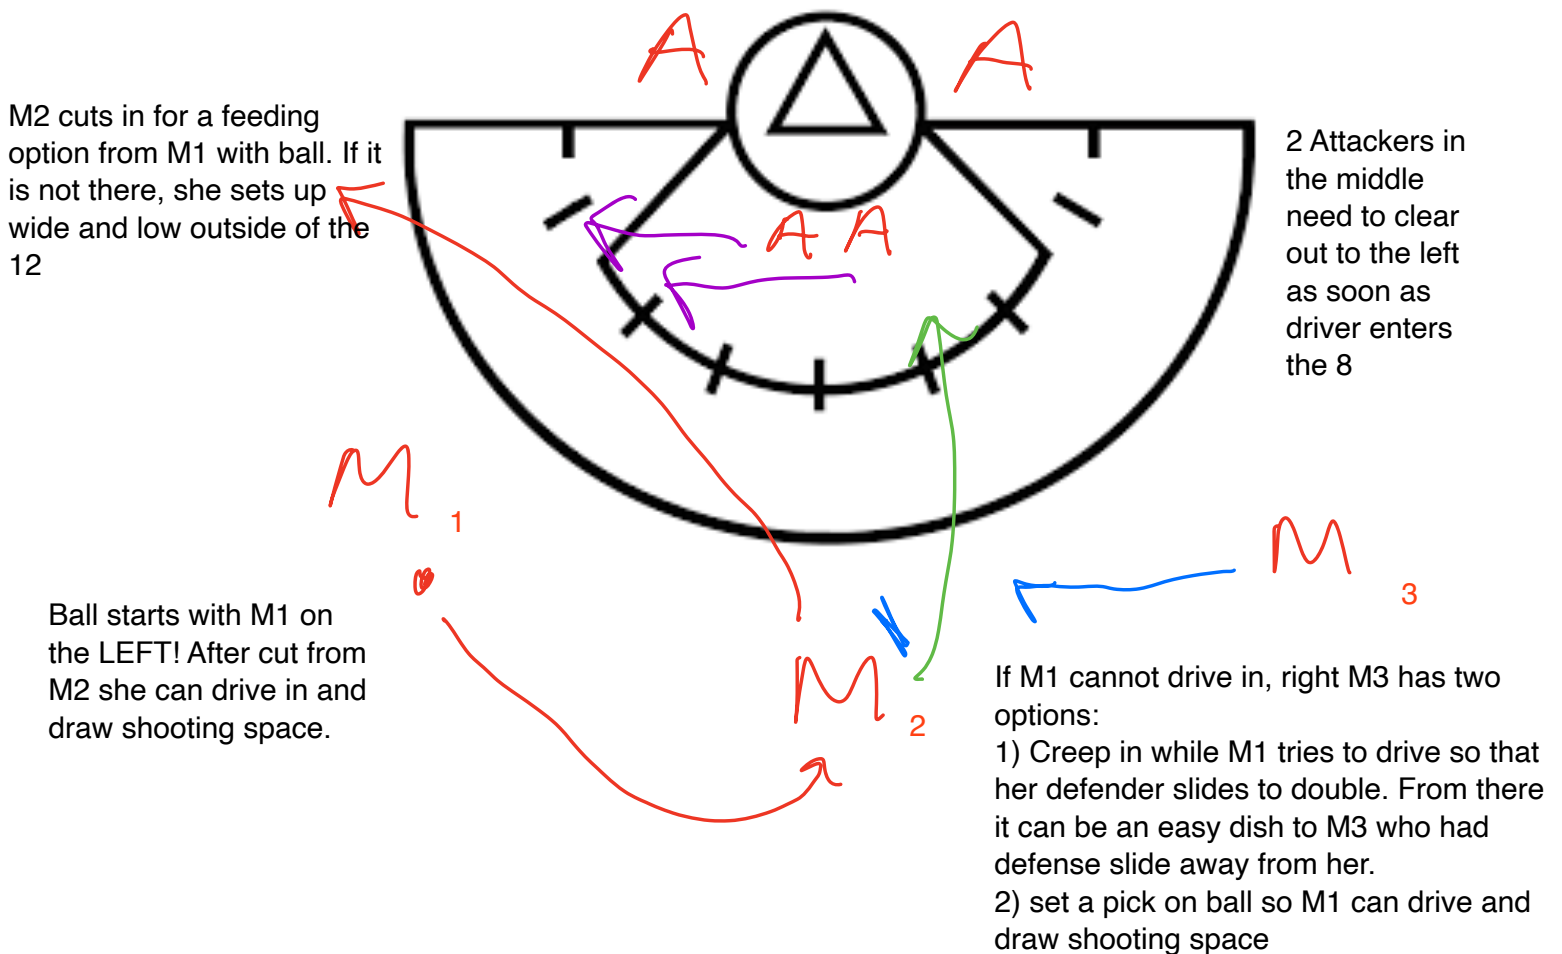 A A
M2 cuts in for a feeding
option from M1 with ball. If it
is not there, she sets up
wide and low outside of the
12
2 Attackers in
the middle
need to clear
out to the left
as soon as
driver enters
the 8
A A
M 1
M 3
Ball starts with M1 on
the LEFT! After cut from
M2 she can drive in and
draw shooting space.
M 2
If M1 cannot drive in, right M3 has two
options:
1) Creep in while M1 tries to drive so that
her defender slides to double. From there
it can be an easy dish to M3 who had
defense slide away from her.
2) set a pick on ball so M1 can drive and
draw shooting space